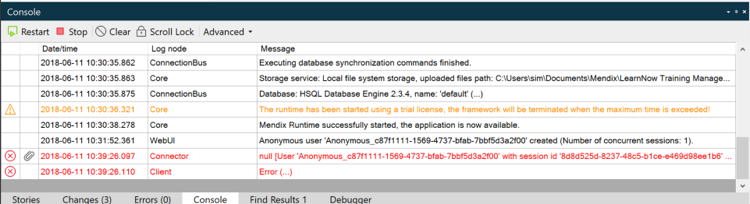 Console
Restart Stop Clear Scroll Lock Advanced
Date/time Log node Message
2018-06-11 10:30:35.862 ConnectionBus Executing database synchronization commands finished.
2018-06-11 10:30:35.863 Core Storage service: Local file system storage, uploaded files path: C:\Users\sim\Documents\Mendix\LearnNow Training Manage...
2018-06-11 10:30:35.875 ConnectionBus Database: HSQL Database Engine 2.3.4, name: 'default' (...)
2018-06-11 10:30:36.321 Core The runtime has been started using a trial license, the framework will be terminated when the maximum time is exceeded!
2018-06-11 10:30:38.278 Core Mendix Runtime successfully started, the application is now available.
2018-06-11 10:31:52.361 WebUI Anonymous user 'Anonymous_c87f1111-1569-4737-bfab-7bbf5d3a2f00' created (Number of concurrent sessions: 1).
2018-06-11 10:39:26.097 Connector null [User 'Anonymous_c87f1111-1569-4737-bfab-7bbf5d3a2f00' with session id '8d8d525d-8237-48c5-b1ce-e469d98ee1b6' ...
2018-06-11 10:39:26.110 Client Error (...)
Stories Changes (3) Errors (0) Console Find Results 1 Debugger